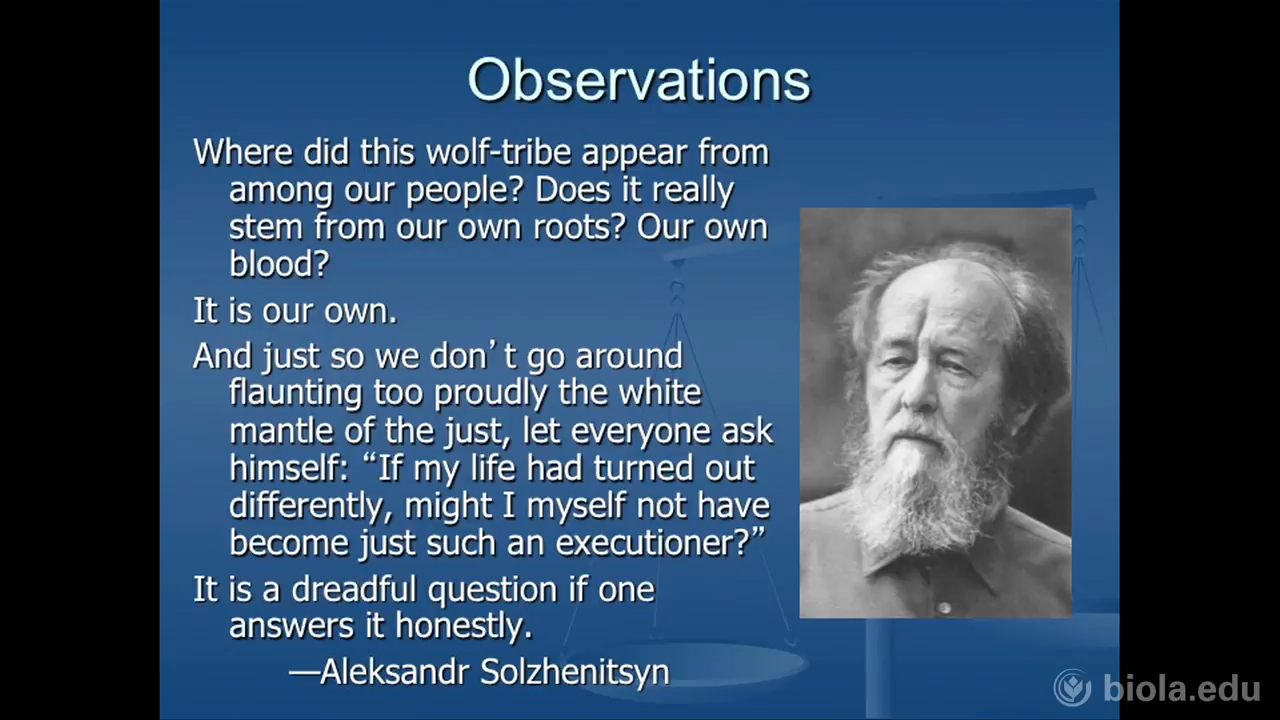 Observations
Where did this wolf-tribe appear from
among our people? Does it really
stem from our own roots? Our own
blood?
It is our own.
And just so we don’t go around
flaunting too proudly the white
mantle of the just, let everyone ask
himself: “If my life had turned out
differently, might I myself not have
become just such an executioner?”
It is a dreadful question if one
answers it honestly.
—Aleksandr Solzhenitsyn
biola.edu